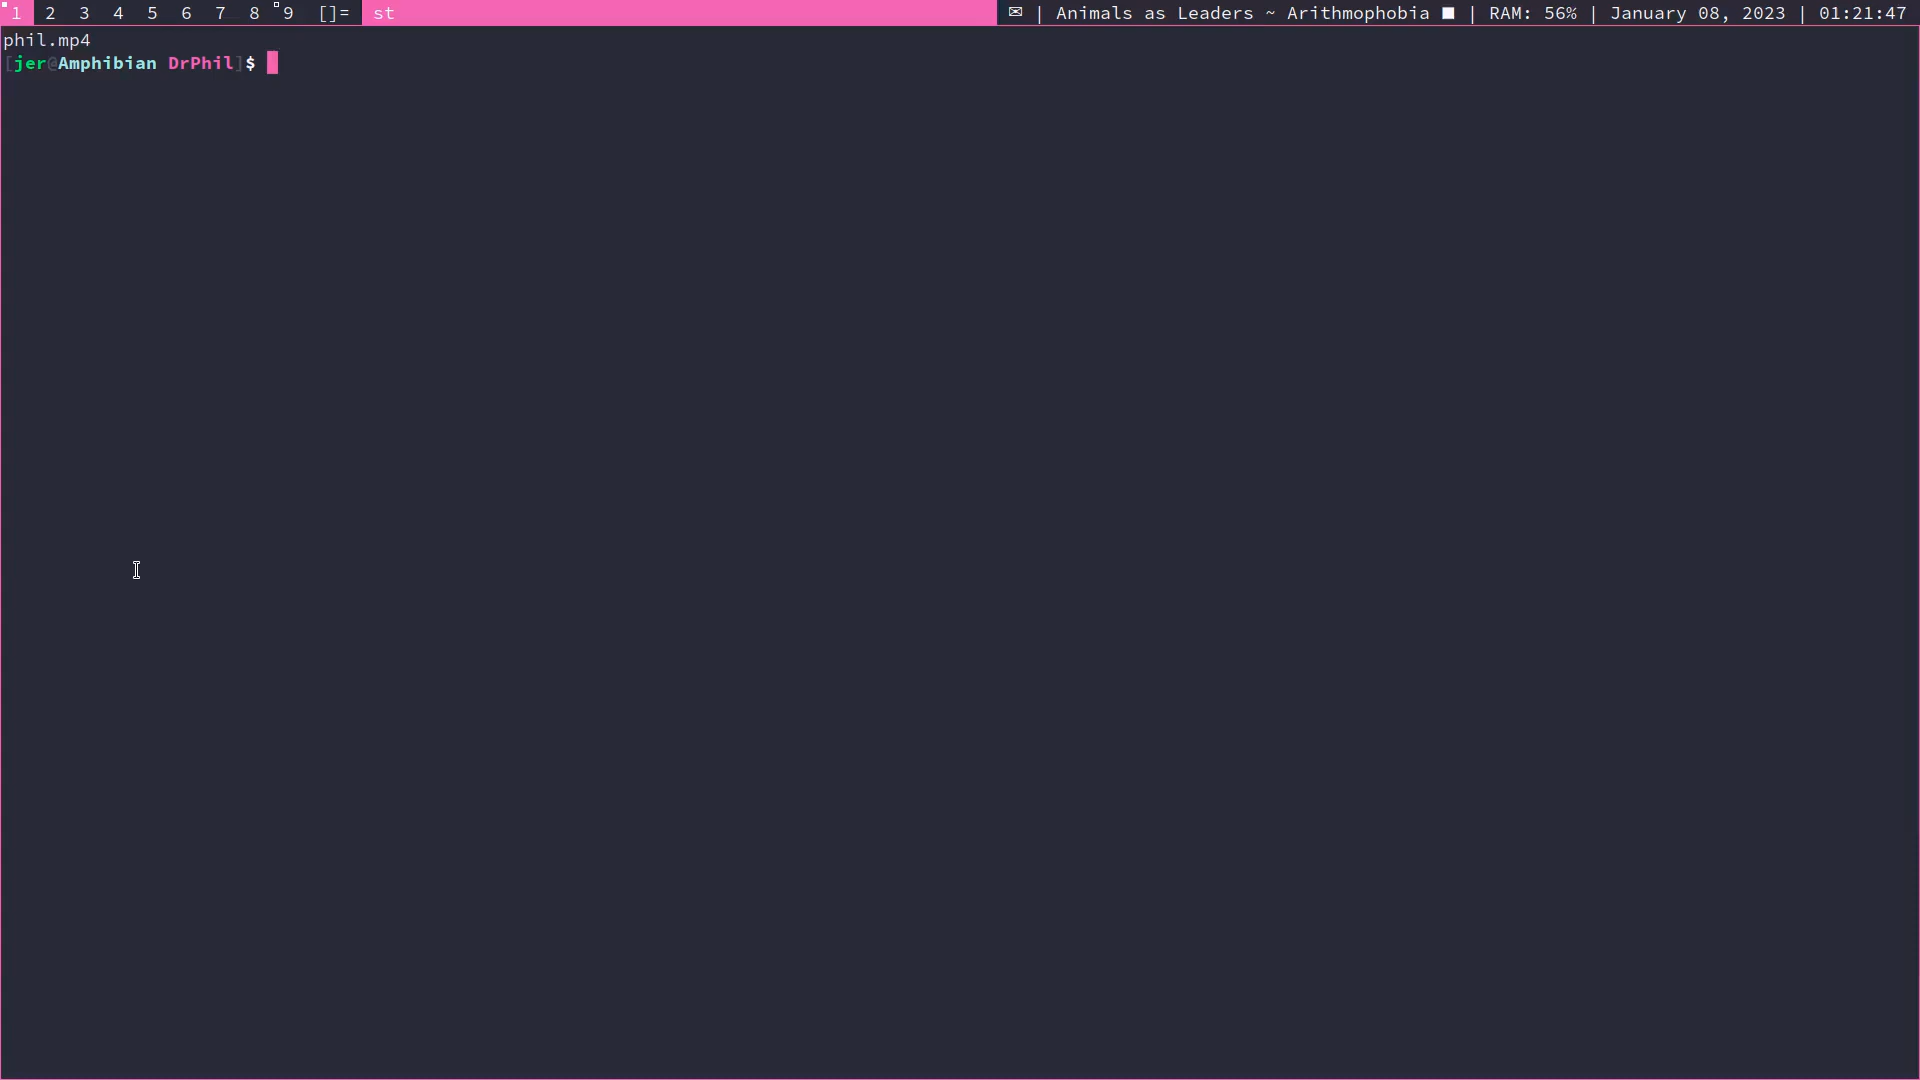 1 2 3 4 5 6 7 8 9 []= st ✉ | Animals as Leaders ~ Arithmophobia ■ | RAM: 56% | January 08, 2023 | 01:21:47
phil.mp4
[jer@Amphibian DrPhil]$